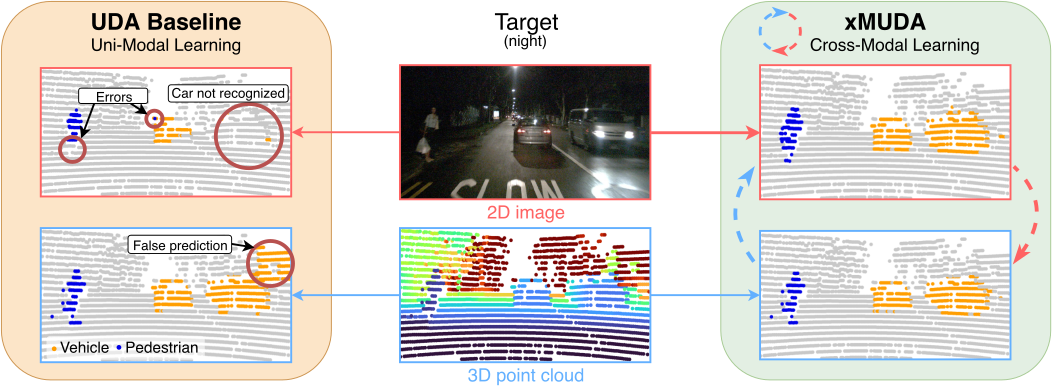 UDA Baseline
Uni-Modal Learning
Errors
Car not recognized
False prediction
Vehicle
Pedestrian
Target
(night)
SLOW
2D image
3D point cloud
xMUDA
Cross-Modal Learning